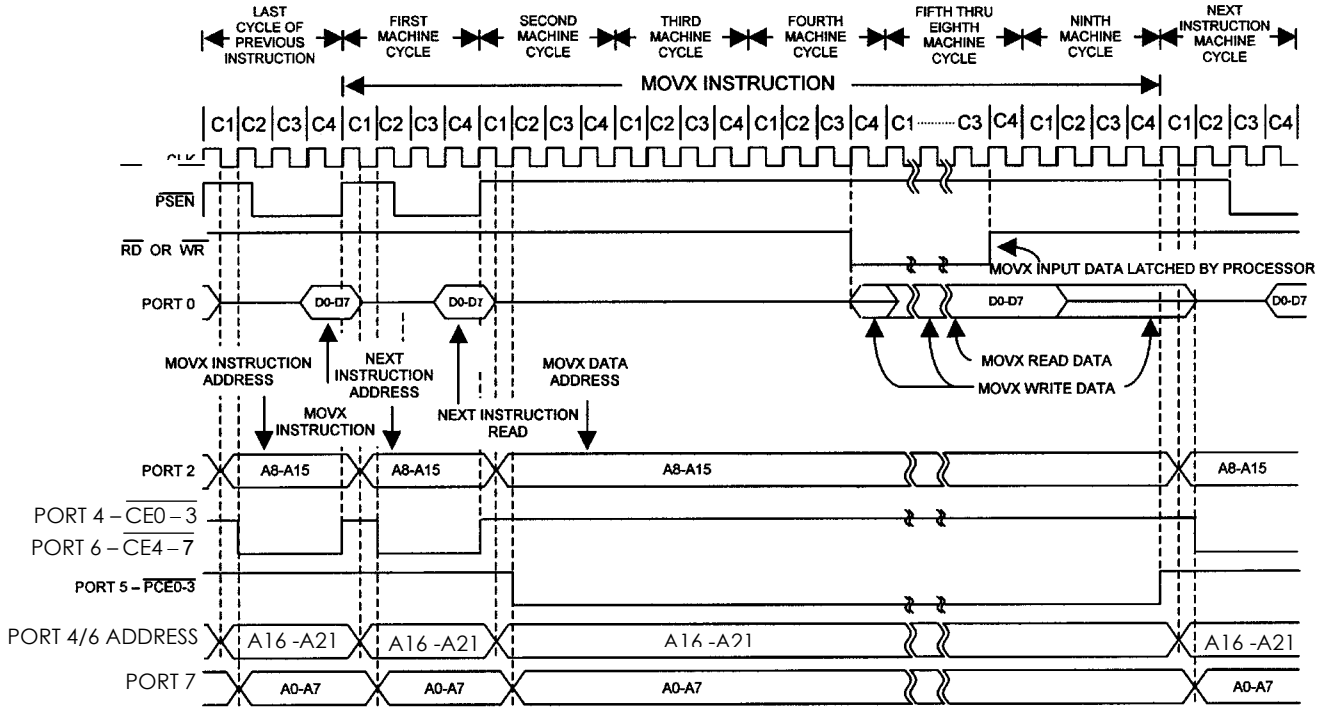 LAST CYCLE OF PREVIOUS INSTRUCTION
FIRST MACHINE CYCLE
SECOND MACHINE CYCLE
THIRD MACHINE CYCLE
FOURTH MACHINE CYCLE
FIFTH THRU EIGHTH MACHINE CYCLE
NINTH MACHINE CYCLE
NEXT INSTRUCTION MACHINE CYCLE
MOVX INSTRUCTION
C1 C2 C3 C4 C1 C2 C3 C4 C1 C2 C3 C4 C1 C2 C3 C4 C1 C2 C3 C4 C1 ········ C3 C4 C1 C2 C3 C4 C1 C2 C3 C4
PSEN
RD OR WR
MOVX INPUT DATA LATCHED BY PROCESSOR
PORT 0 D0-D7 D0-D7 D0-D7 D0-D7
MOVX INSTRUCTION ADDRESS
NEXT INSTRUCTION ADDRESS
MOVX DATA ADDRESS
MOVX READ DATA
MOVX WRITE DATA
MOVX INSTRUCTION
NEXT INSTRUCTION READ
PORT 2 A8-A15 A8-A15 A8-A15 A8-A15
PORT 4 – CE0 – 3
PORT 6 – CE4 – 7
PORT 5 – PCE0-3
PORT 4/6 ADDRESS A16 -A21 A16 -A21 A16 -A21 A16 -A21
PORT 7 A0-A7 A0-A7 A0-A7 A0-A7